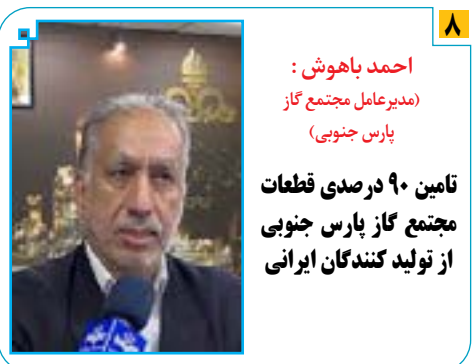 ۸
احمد باهوش :
(مدیرعامل مجتمع گاز
پارس جنوبی)
تامین ۹۰ درصدی قطعات
مجتمع گاز پارس جنوبی
از تولید کنندگان ایرانی